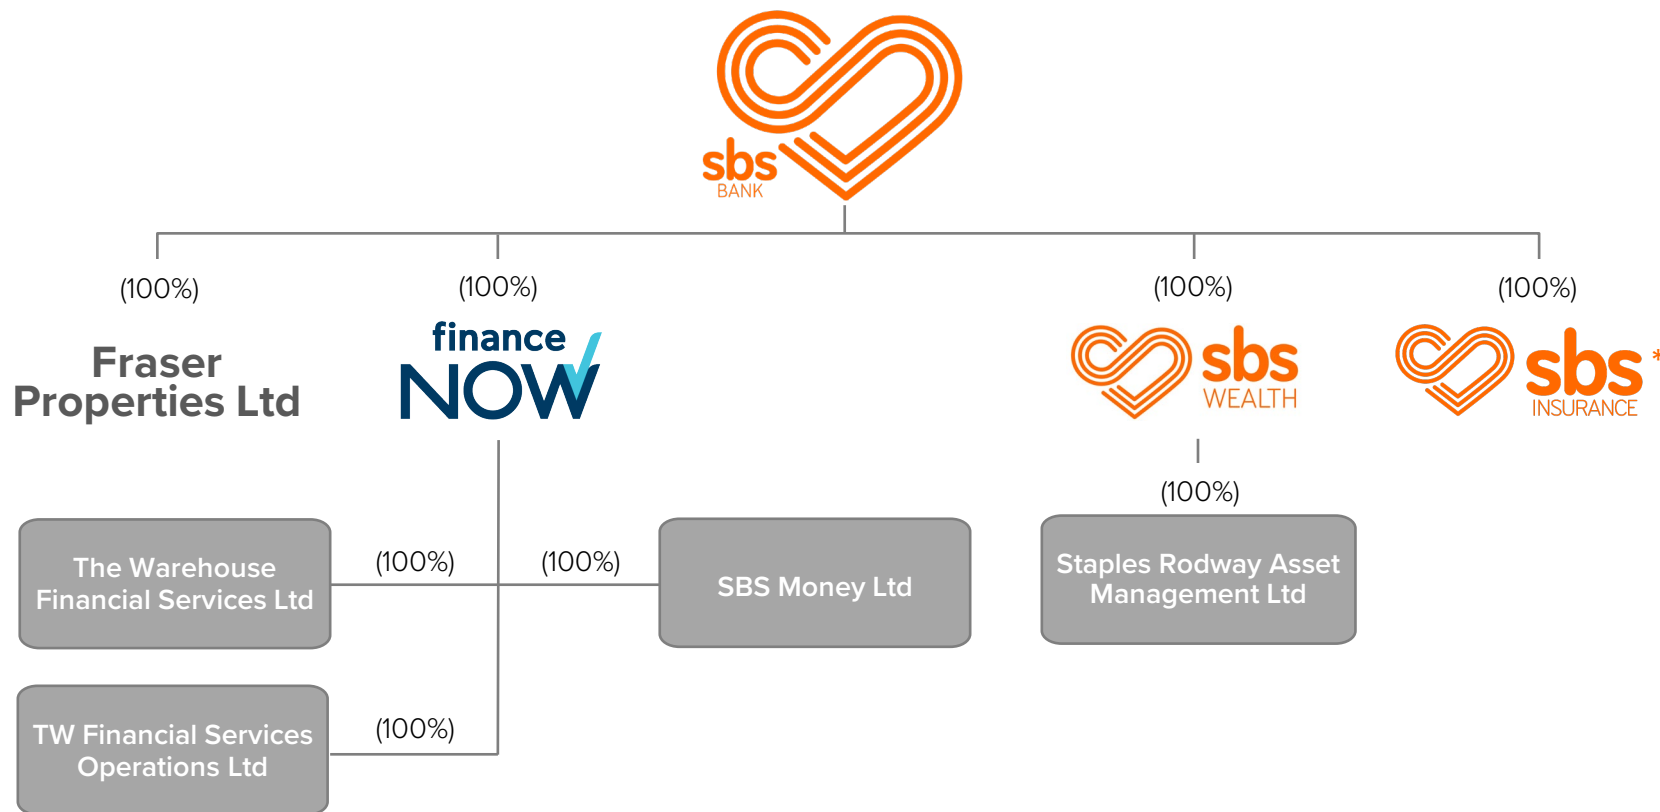 sbs
BANK
(100%)
(100%)
(100%)
(100%)
Fraser
Properties Ltd
finance
NOW
sbs
WEALTH
sbs *
INSURANCE
(100%)
The Warehouse
Financial Services Ltd
(100%)
(100%)
SBS Money Ltd
Staples Rodway Asset
Management Ltd
TW Financial Services
Operations Ltd
(100%)